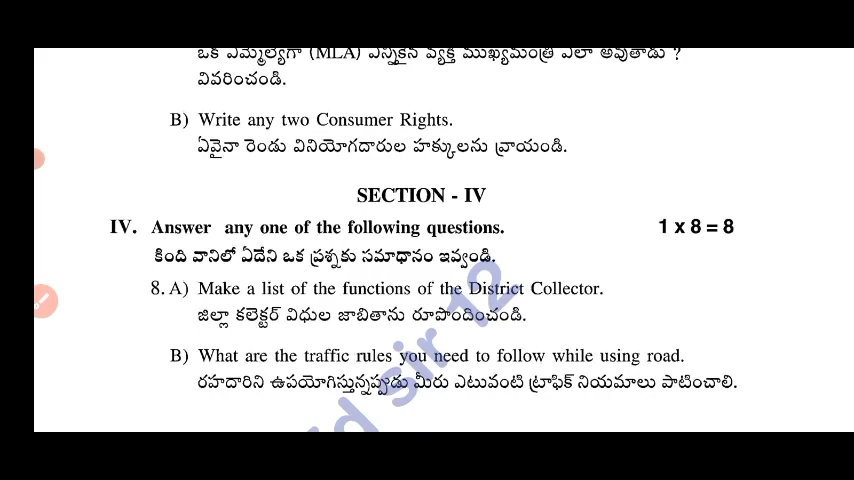 ఒక ఎమ్మెల్యేగా (MLA) ఎన్నికైన వ్యక్తి ముఖ్యమంత్రి ఎలా అవుతాడు ?
వివరించండి.
B) Write any two Consumer Rights.
ఏవైనా రెండు వినియోగదారుల హక్కులను వ్రాయండి.
SECTION - IV
IV. Answer any one of the following questions. 1 x 8 = 8
కింది వానిలో ఏదేని ఒక ప్రశ్నకు సమాధానం ఇవ్వండి.
8. A) Make a list of the functions of the District Collector.
జిల్లా కలెక్టర్ విధుల జాబితాను రూపొందించండి.
B) What are the traffic rules you need to follow while using road.
రహదారిని ఉపయోగిస్తున్నప్పుడు మీరు ఎటువంటి ట్రాఫిక్ నియమాలు పాటించాలి.
sir 12